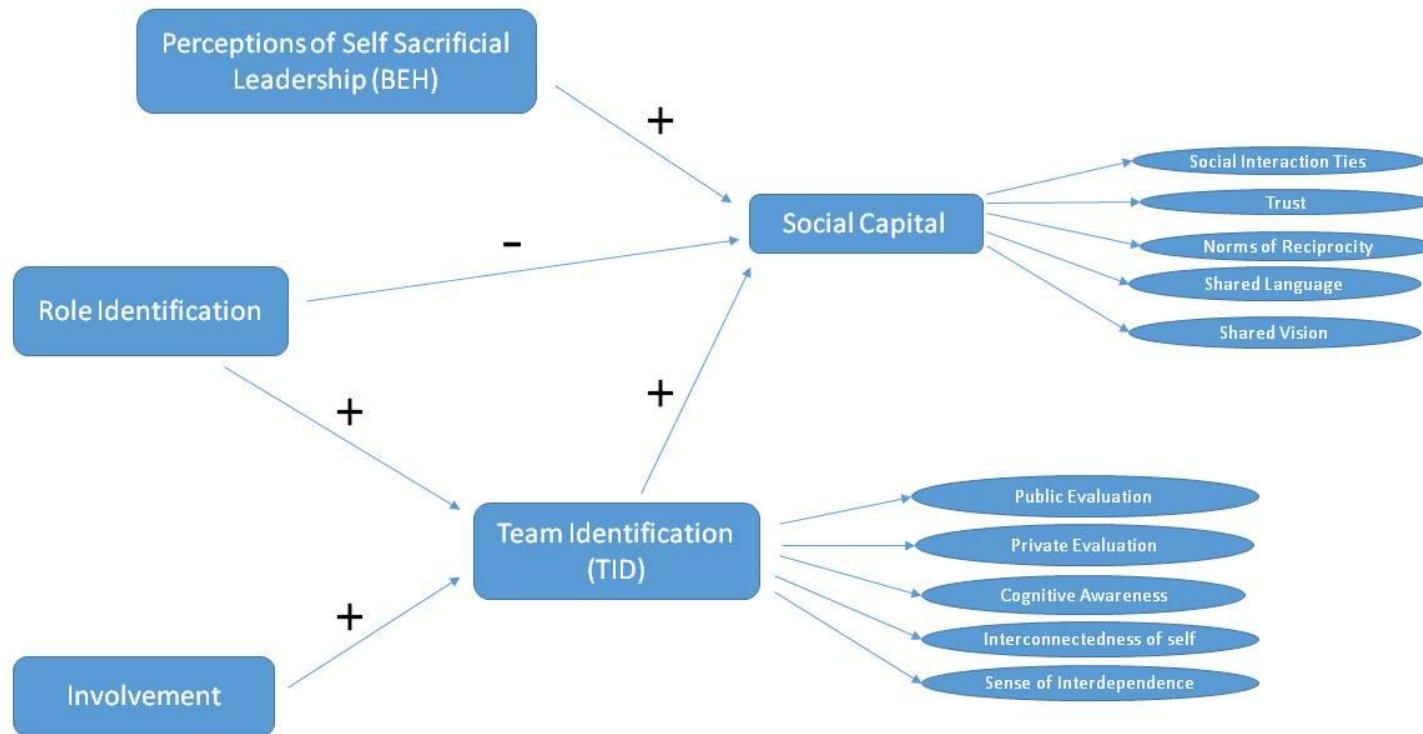 Perceptions of Self Sacrificial
Leadership (BEH)
+
Social Interaction Ties
Trust
Social Capital
-
Norms of Reciprocity
Shared Language
Role Identification
Shared Vision
+
+
Public Evaluation
Team Identification
(TID)
Private Evaluation
Cognitive Awareness
+
Interconnectedness of self
Involvement
Sense of Interdependence